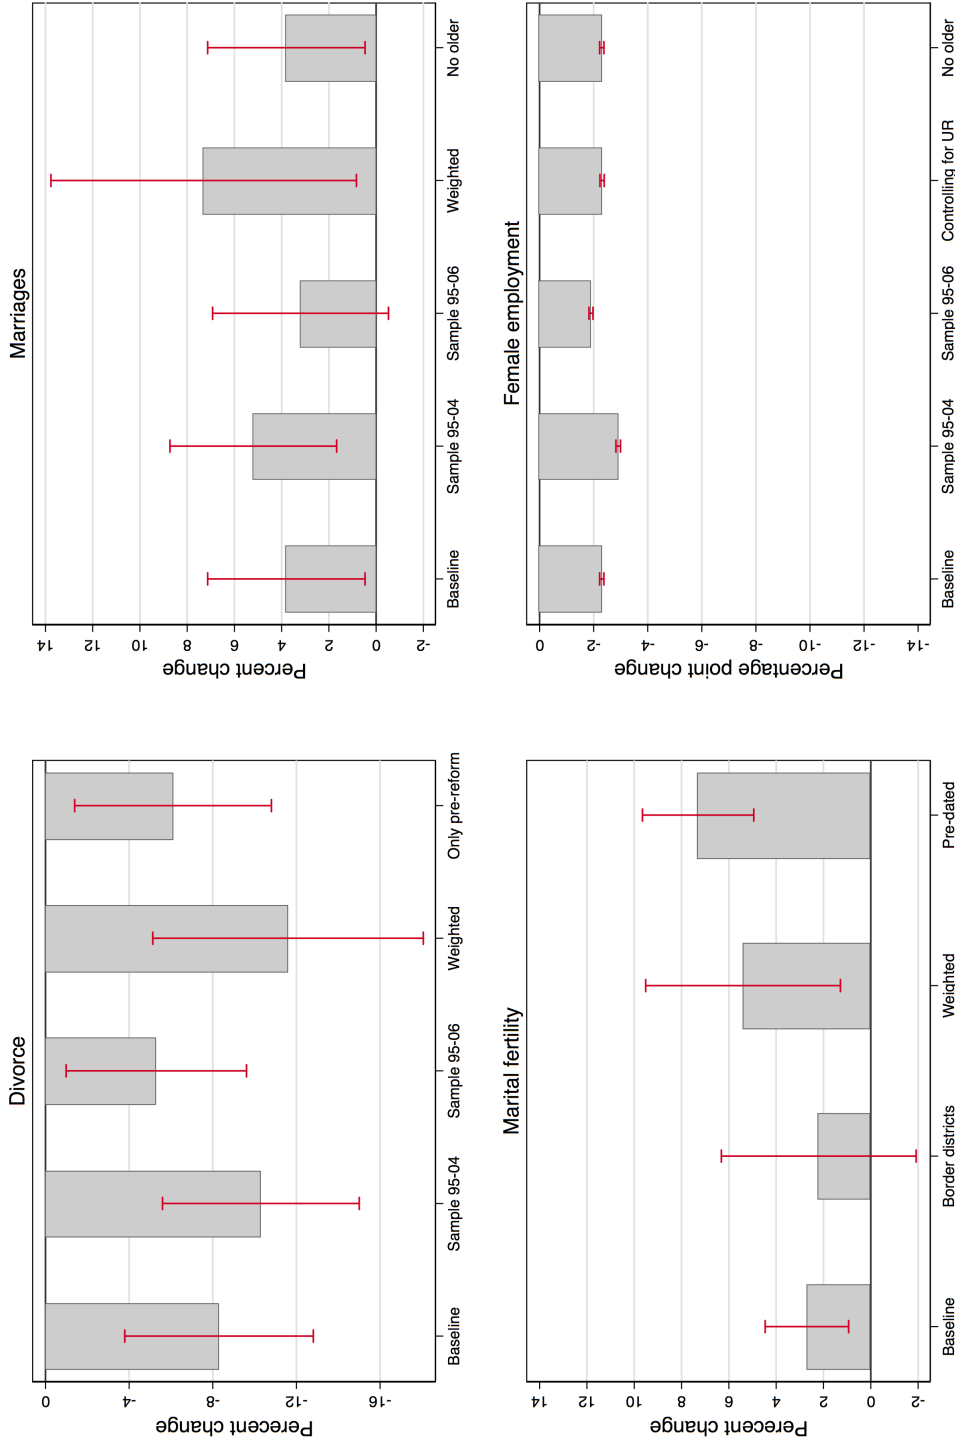 Divorce
Perecent change
0
-4
-8
-12
-16
Baseline
Sample 95-04
Sample 95-06
Weighted
Only pre-reform
Marriages
Percent change
14
12
10
8
6
4
2
0
-2
Baseline
Sample 95-04
Sample 95-06
Weighted
No older
Marital fertility
Perecent change
14
12
10
8
6
4
2
0
-2
Baseline
Border districts
Weighted
Pre-dated
Female employment
Percentage point change
0
-2
-4
-6
-8
-10
-12
-14
Baseline
Sample 95-04
Sample 95-06
Controlling for UR
No older